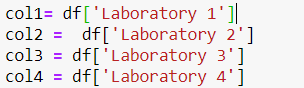 col1= df['Laboratory 1']
col2 =  df['Laboratory 2']
col3 = df['Laboratory 3']
col4 = df['Laboratory 4']